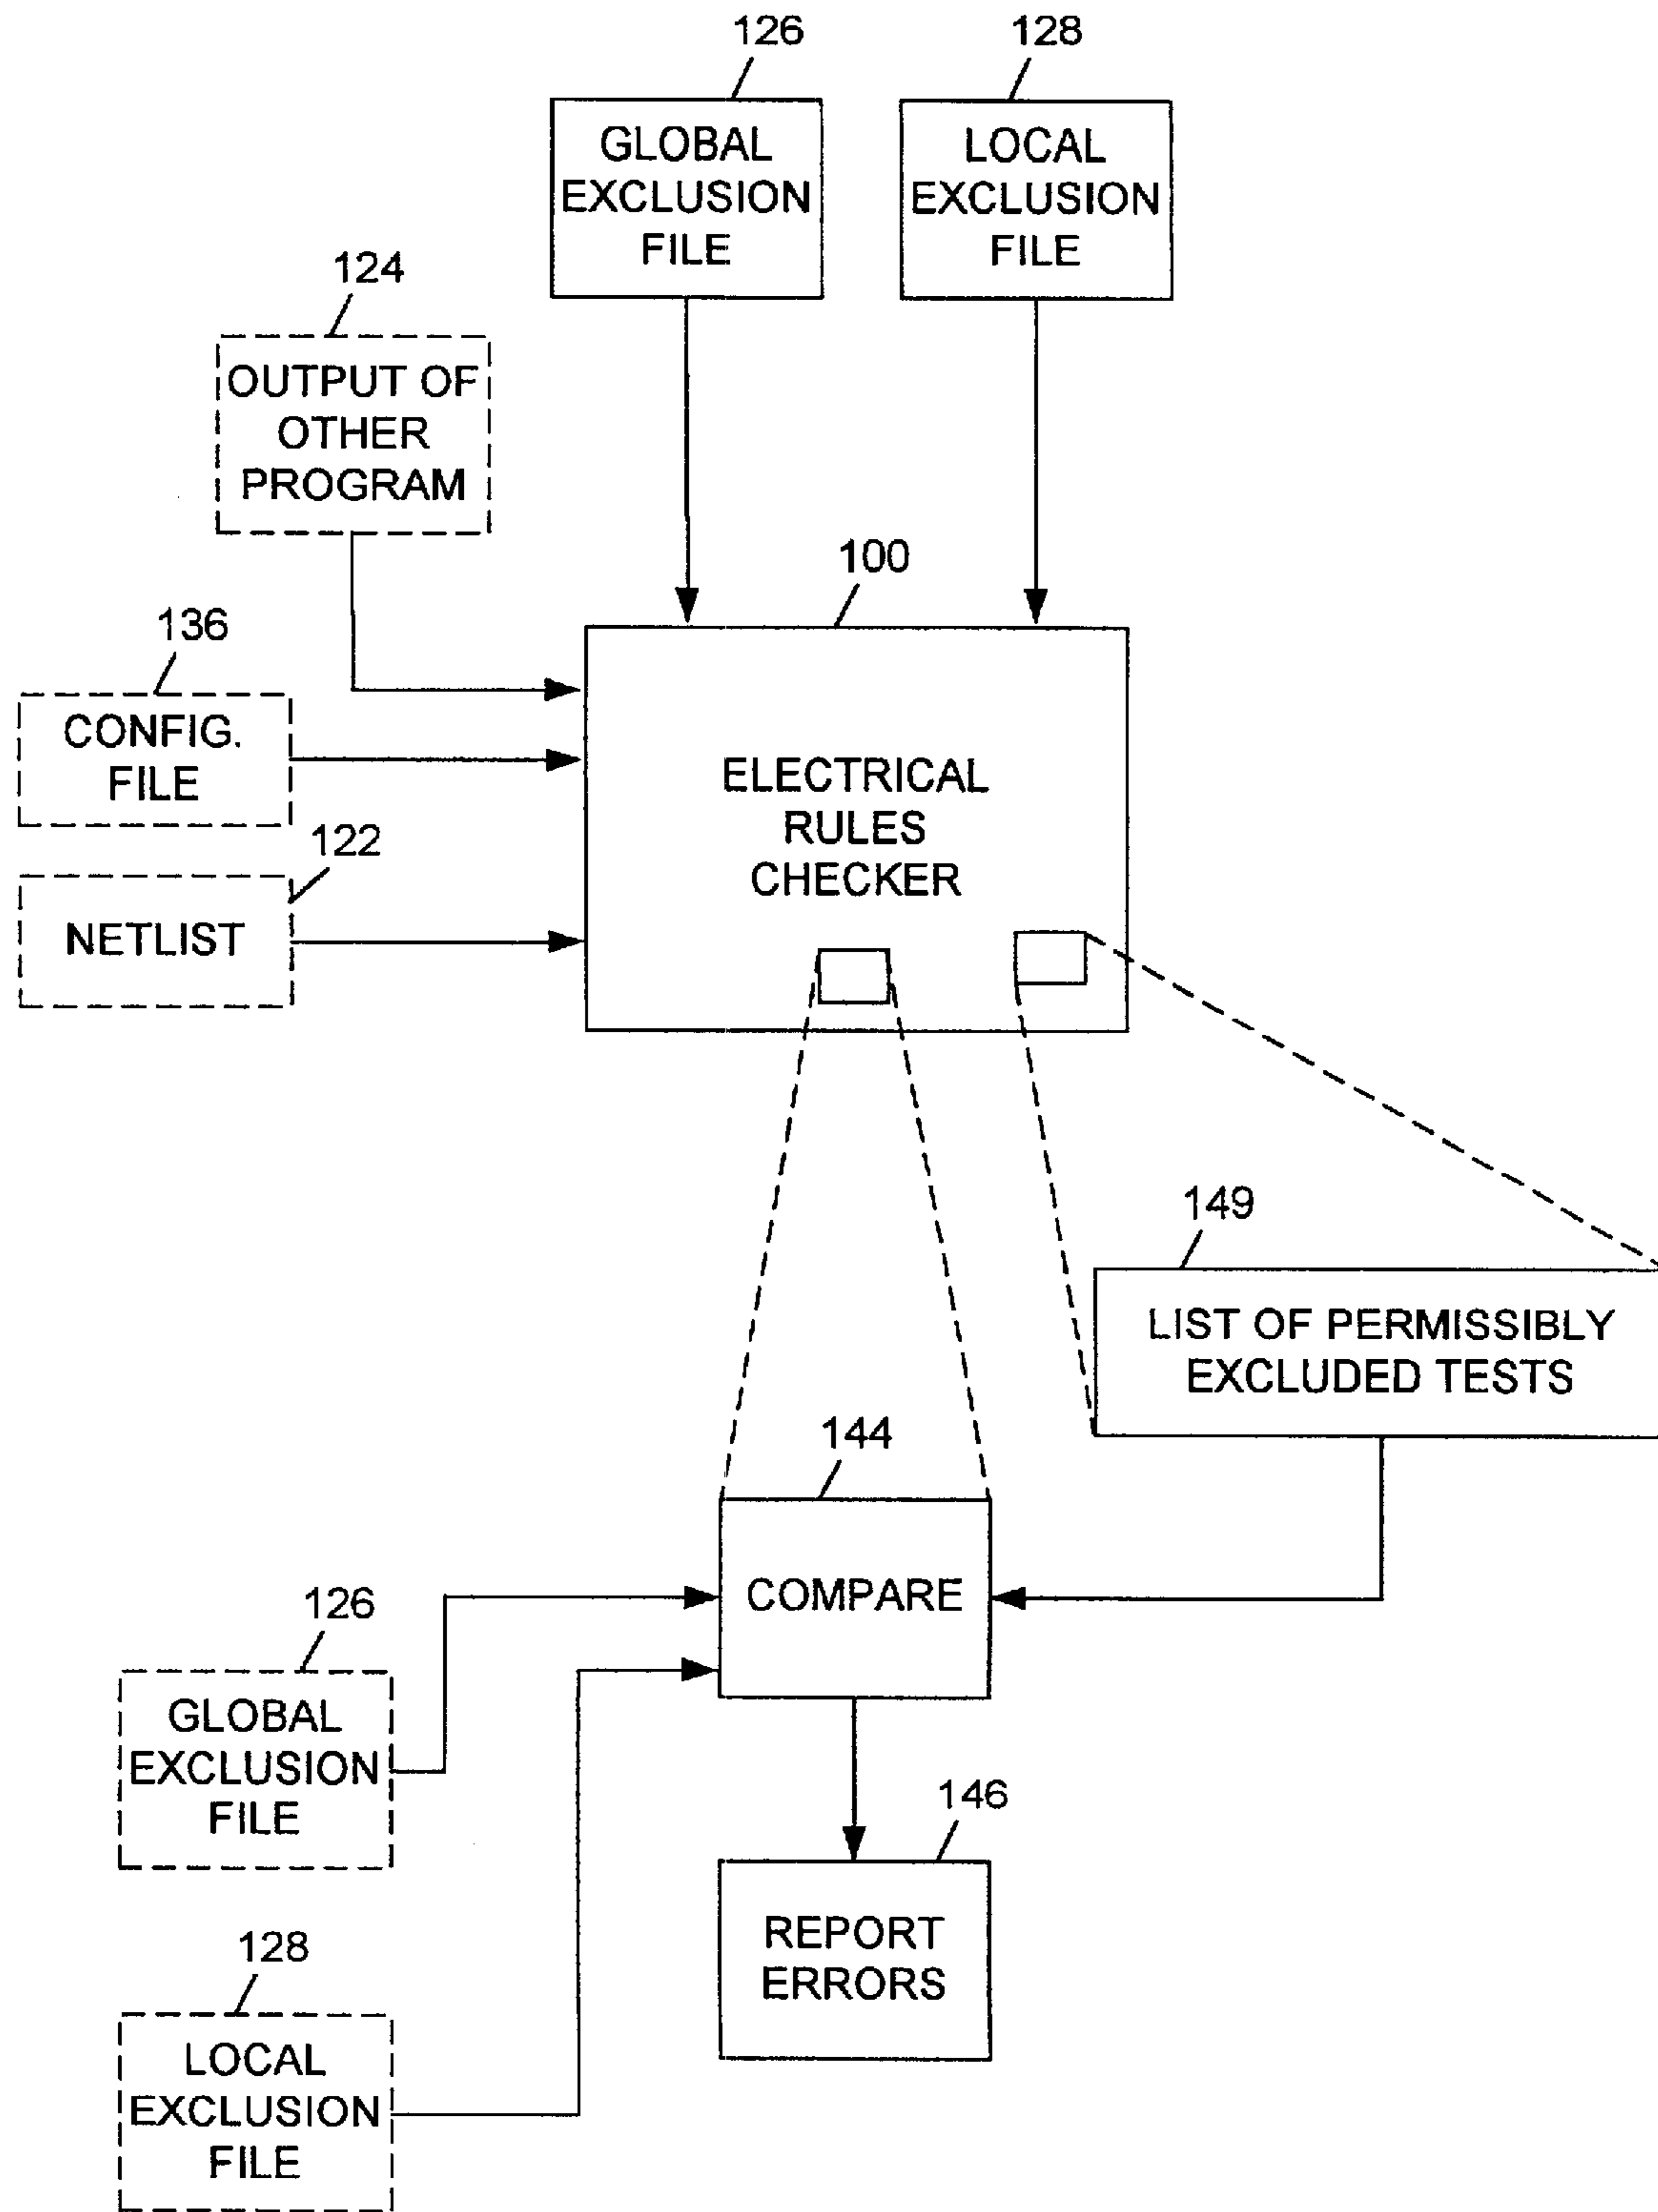 126
128
GLOBAL
EXCLUSION
FILE
LOCAL
EXCLUSION
FILE
124
OUTPUT OF
OTHER
PROGRAM
100
136
CONFIG.
FILE
ELECTRICAL
RULES
CHECKER
122
NETLIST
149
LIST OF PERMISSIBLY
EXCLUDED TESTS
144
COMPARE
126
GLOBAL
EXCLUSION
FILE
146
REPORT
ERRORS
128
LOCAL
EXCLUSION
FILE